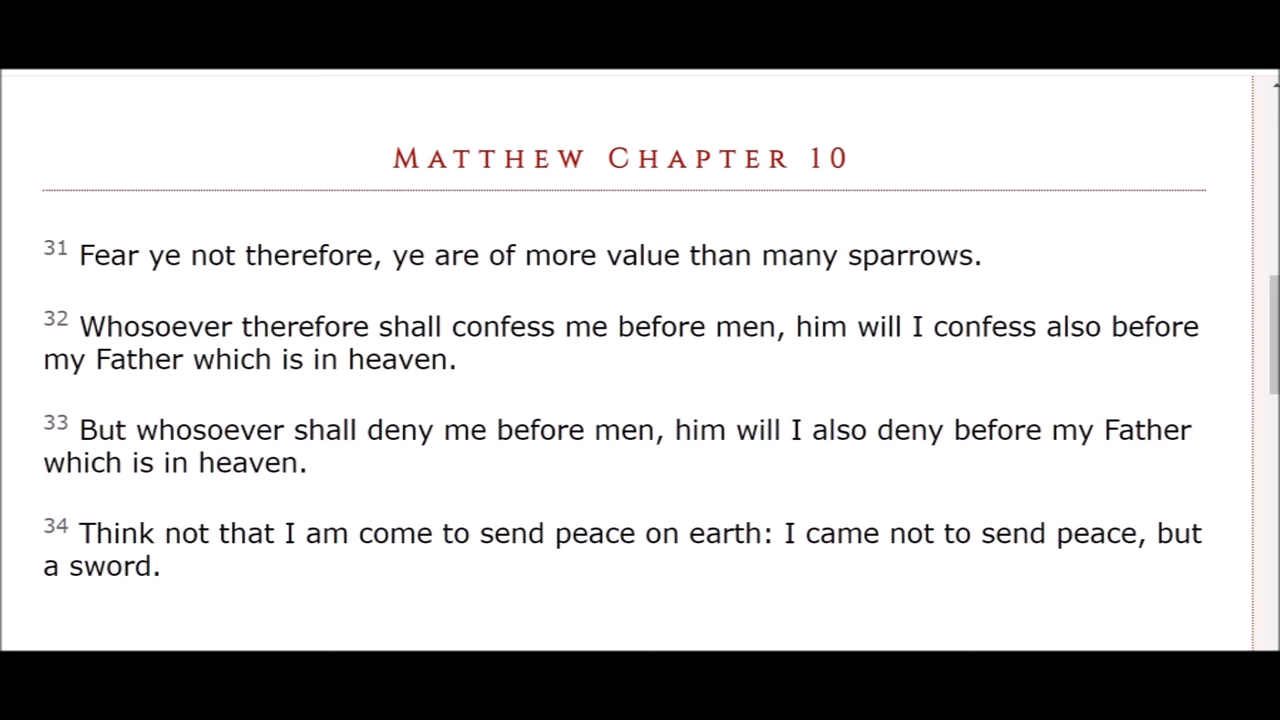 MATTHEW CHAPTER 10
31 Fear ye not therefore, ye are of more value than many sparrows.
32 Whosoever therefore shall confess me before men, him will I confess also before
my Father which is in heaven.
33 But whosoever shall deny me before men, him will I also deny before my Father
which is in heaven.
34 Think not that I am come to send peace on earth: I came not to send peace, but
a sword.